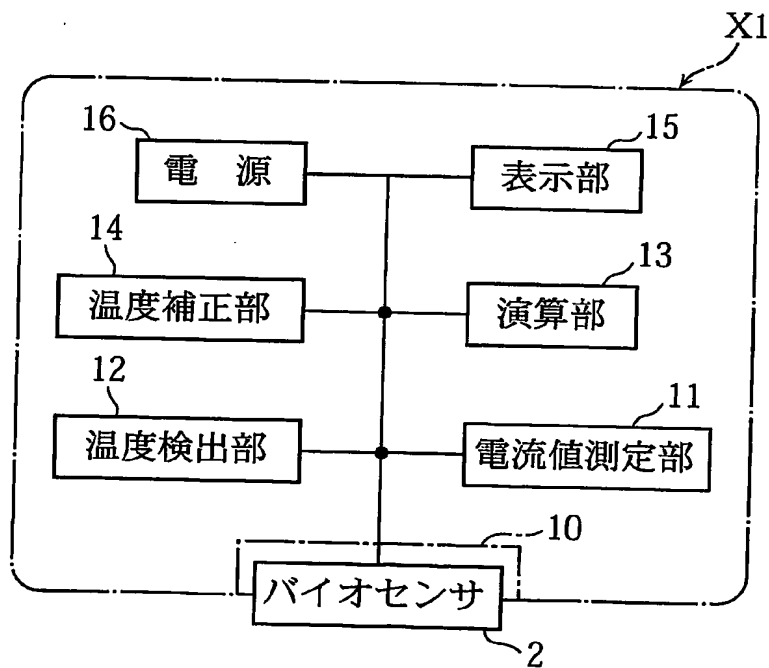 X1
16
電 源
15
表示部
14
温度補正部
13
演算部
12
温度検出部
11
電流値測定部
10
バイオセンサ
2